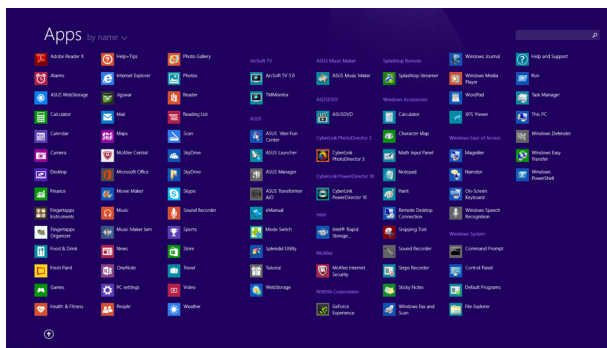 Apps by name
Adobe Reader X
Alarms
ASUS WebStorage
Calculator
Calendar
Camera
Desktop
Finance
Fingertapps
Instruments
Fingertapps
Organizer
Food & Drink
Fresh Paint
Games
Health & Fitness
Help+Tips
Internet Explorer
Jigswar
Mail
Maps
McAfee Central
Microsoft Office
Movie Maker
Music
Music Maker Jam
News
OneNote
PC settings
People
Photo Gallery
Photos
Reader
Reading List
Scan
SkyDrive
SkyDrive
Skype
Sound Recorder
Sports
Store
Travel
Video
Weather
ArcSoft TV
ArcSoft TV 5.0
TMMonitor
ASUS
ASUS Vibe Fun
Center
ASUS Launcher
ASUS Manager
ASUS Transformer
AiO
eManual
Mode Switch
Splendid Utility
Tutorial
WebStorage
ASUS Music Maker
ASUS Music Maker
ASUSDVD
ASUSDVD
CyberLink PhotoDirector 3
CyberLink
PhotoDirector 3
CyberLink PowerDirector 10
CyberLink
PowerDirector 10
Intel
Intel® Rapid
Storage...
McAfee
McAfee Internet
Security
NVIDIA Corporation
GeForce
Experience
Splashtop Remote
Splashtop Streamer
Windows Accessories
Calculator
Character Map
Math Input Panel
Notepad
Paint
Remote Desktop
Connection
Snipping Tool
Sound Recorder
Steps Recorder
Sticky Notes
Windows Fax and
Scan
Windows Journal
Windows Media
Player
WordPad
XPS Viewer
Windows Ease of Access
Magnifier
Narrator
On-Screen
Keyboard
Windows Speech
Recognition
Windows System
Command Prompt
Control Panel
Default Programs
File Explorer
Help and Support
Run
Task Manager
This PC
Windows Defender
Windows Easy
Transfer
Windows
PowerShell